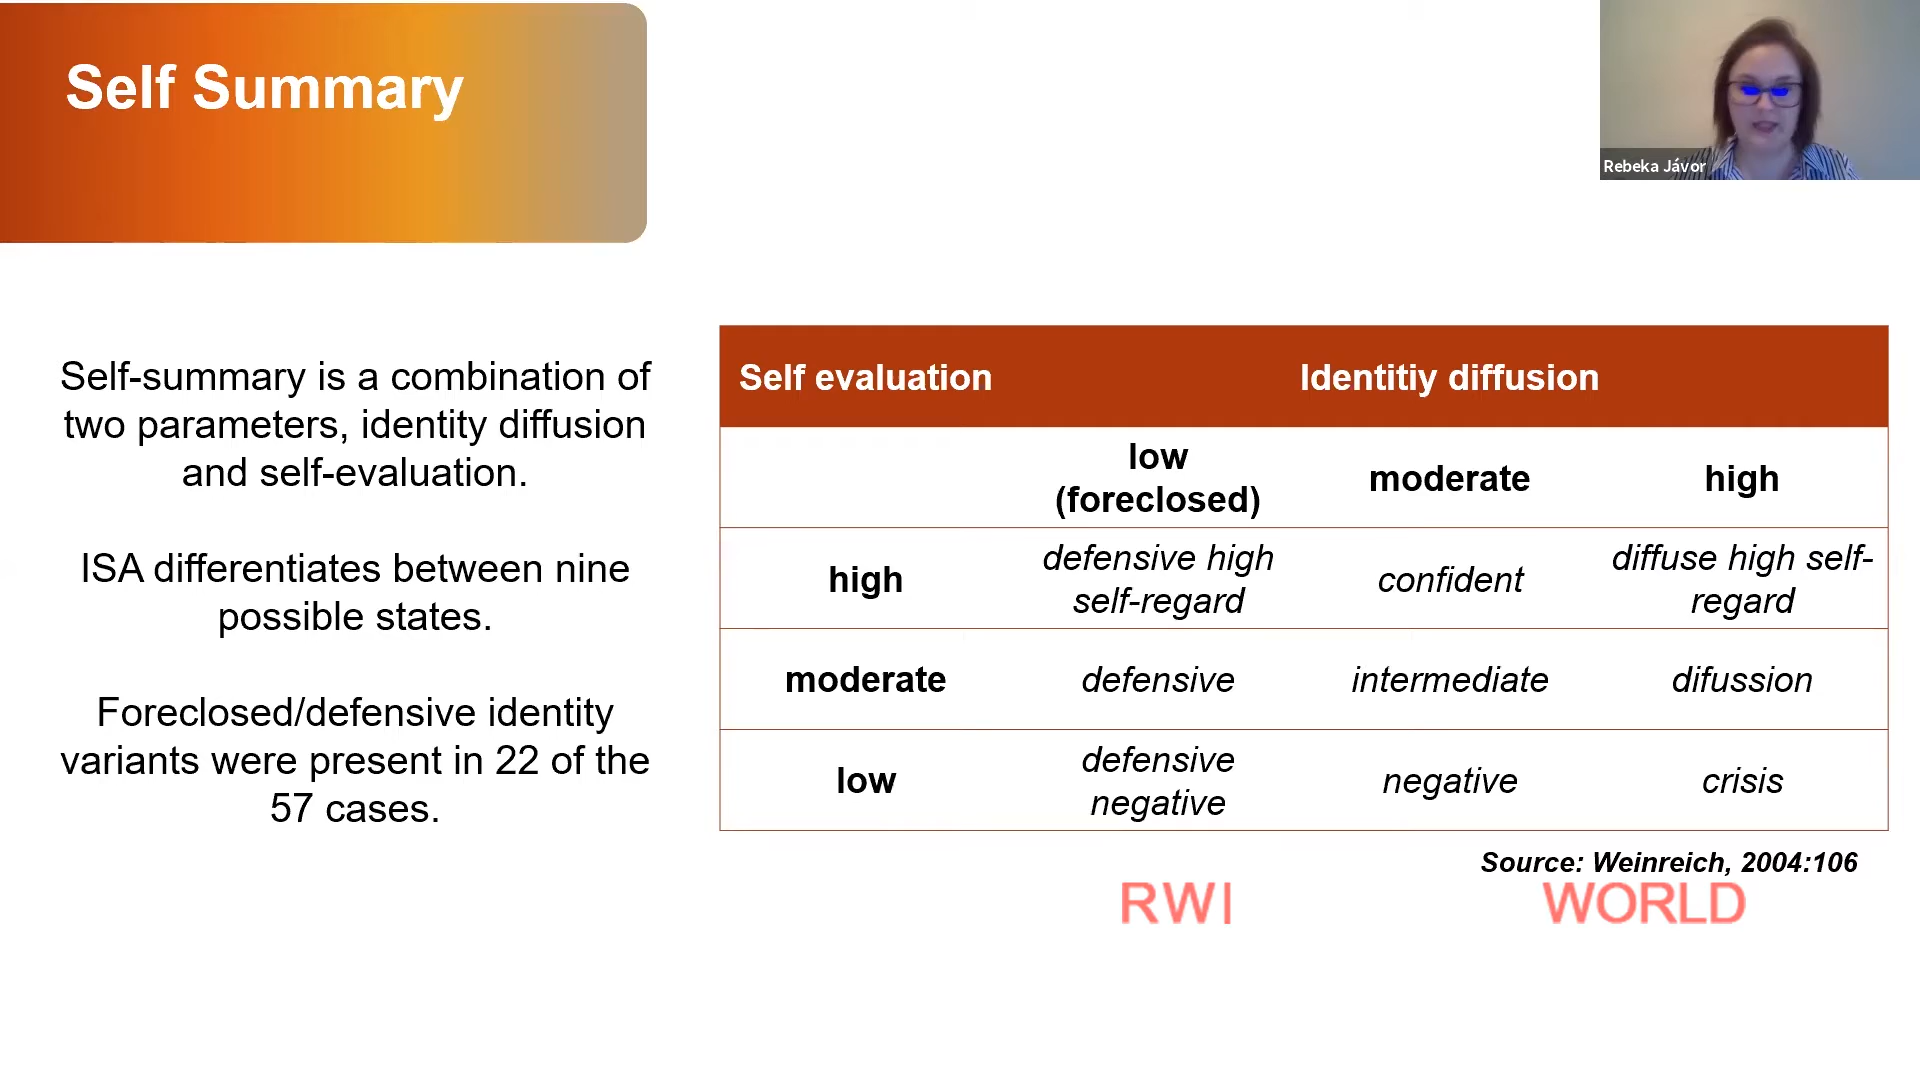 Self Summary
Rebeka Jávor
Self-summary is a combination of
two parameters, identity diffusion
and self-evaluation.
ISA differentiates between nine
possible states.
Foreclosed/defensive identity
variants were present in 22 of the
57 cases.
Self evaluation Identitiy diffusion
low
(foreclosed) moderate high
high defensive high
self-regard confident diffuse high self-
regard
moderate defensive intermediate difussion
low defensive
negative negative crisis
Source: Weinreich, 2004:106
RWI WORLD